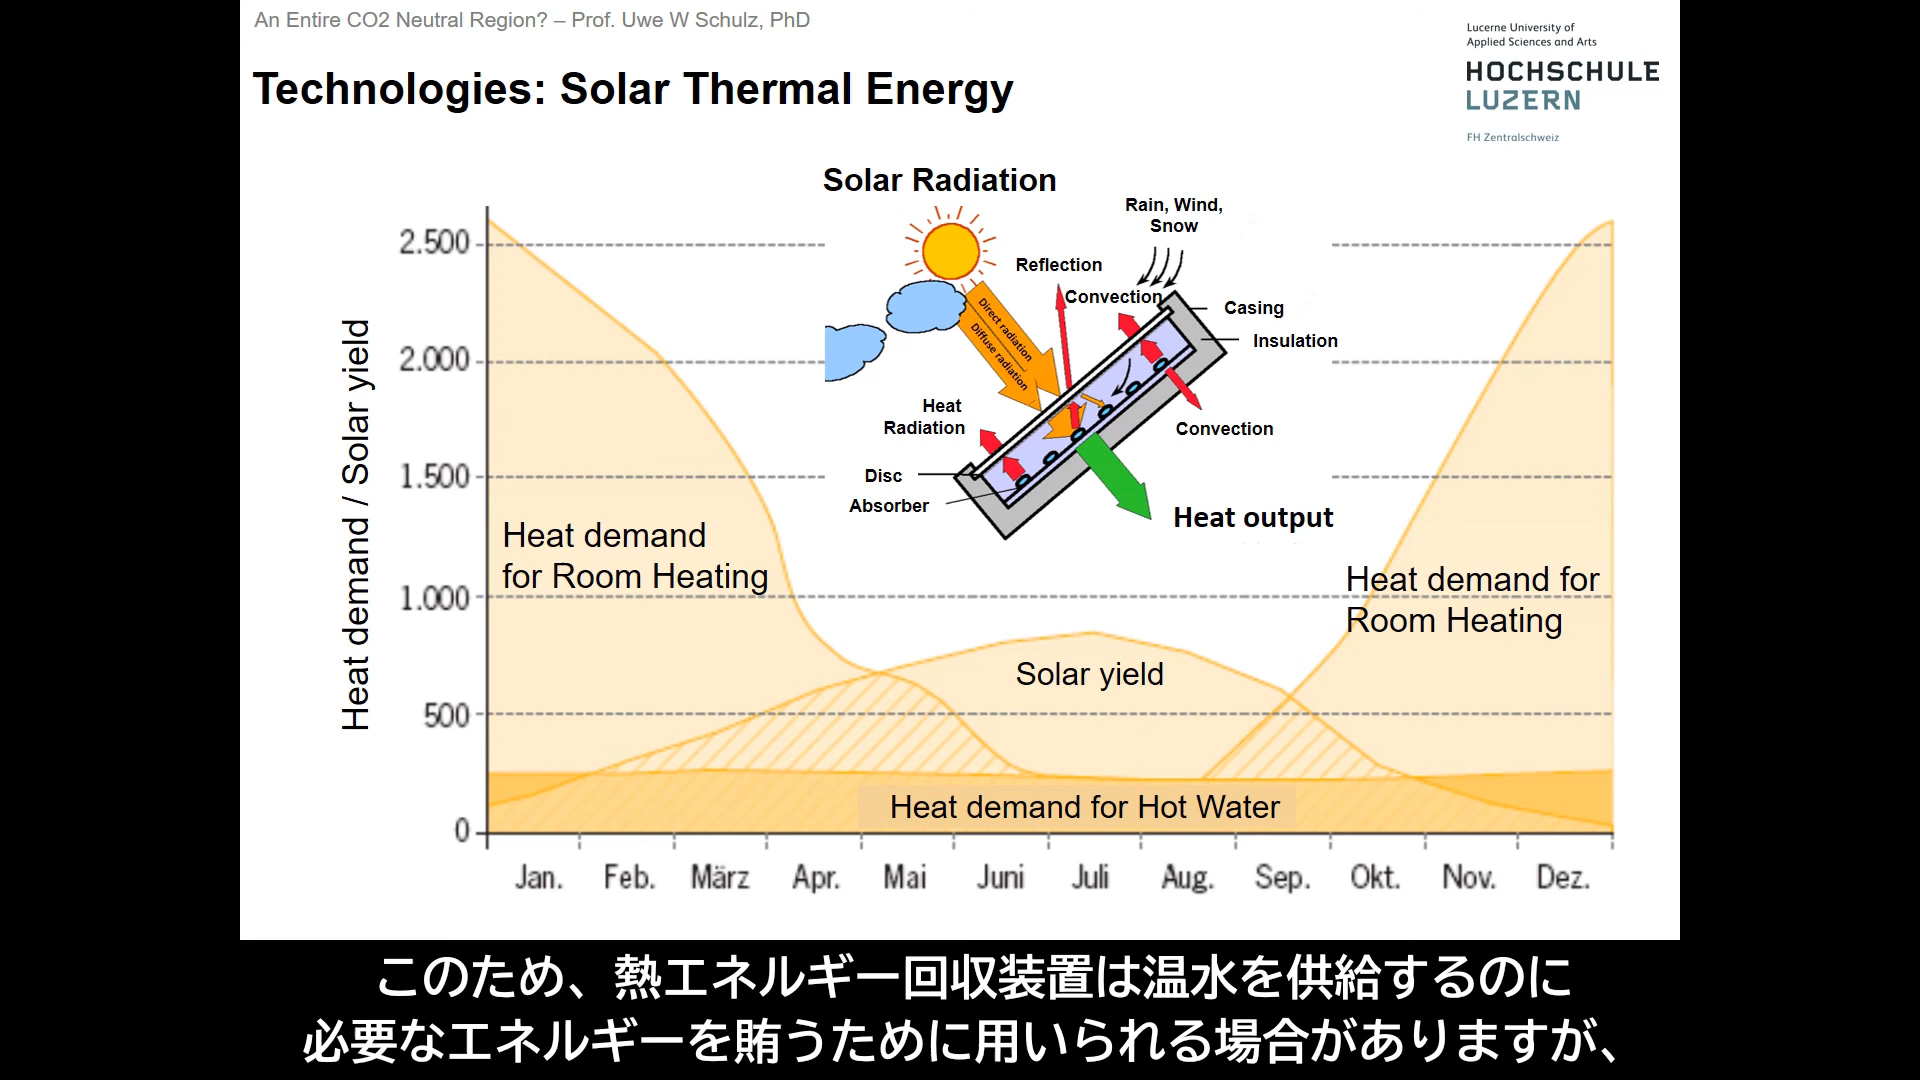 An Entire CO2 Neutral Region? – Prof. Uwe W Schulz, PhD
Lucerne University of
Applied Sciences and Arts
HOCHSCHULE
LUZERN
FH Zentralschweiz
Technologies: Solar Thermal Energy
Solar Radiation
Rain, Wind,
Snow
Reflection
Convection
Casing
Insulation
Direct radiation
Diffuse radiation
Heat
Radiation
Convection
Disc
Absorber
Heat output
Heat demand / Solar yield
2.500
2.000
1.500
1.000
500
0
Heat demand
for Room Heating
Heat demand for
Room Heating
Solar yield
Heat demand for Hot Water
Jan. Feb. März Apr. Mai Juni Juli Aug. Sep. Okt. Nov. Dez.
このため、熱エネルギー回収装置は温水を供給するのに
必要なエネルギーを賄うために用いられる場合がありますが、